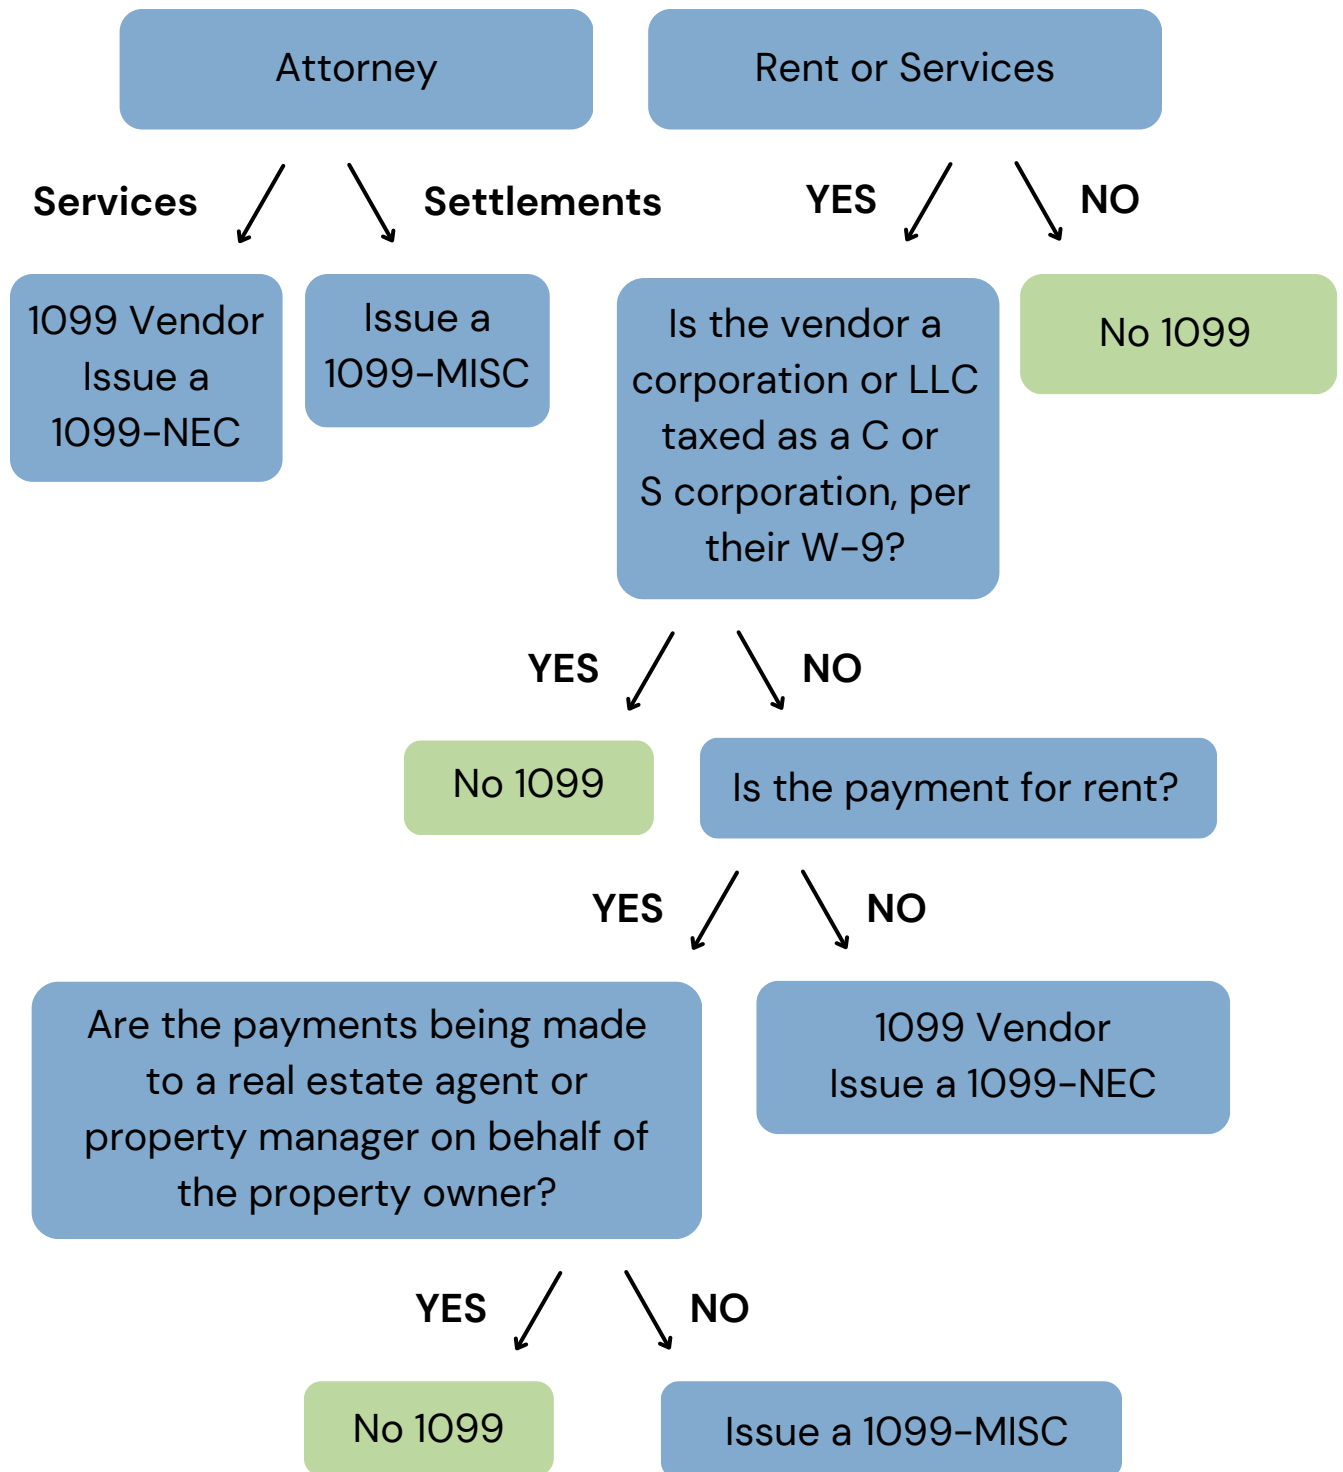 Attorney
Rent or Services
Services
Settlements
YES
NO
1099 Vendor
Issue a
1099-NEC
Issue a
1099-MISC
Is the vendor a
corporation or LLC
taxed as a C or
S corporation, per
their W-9?
No 1099
YES
NO
No 1099
Is the payment for rent?
YES
NO
Are the payments being made
to a real estate agent or
property manager on behalf of
the property owner?
1099 Vendor
Issue a 1099-NEC
YES
NO
No 1099
Issue a 1099-MISC